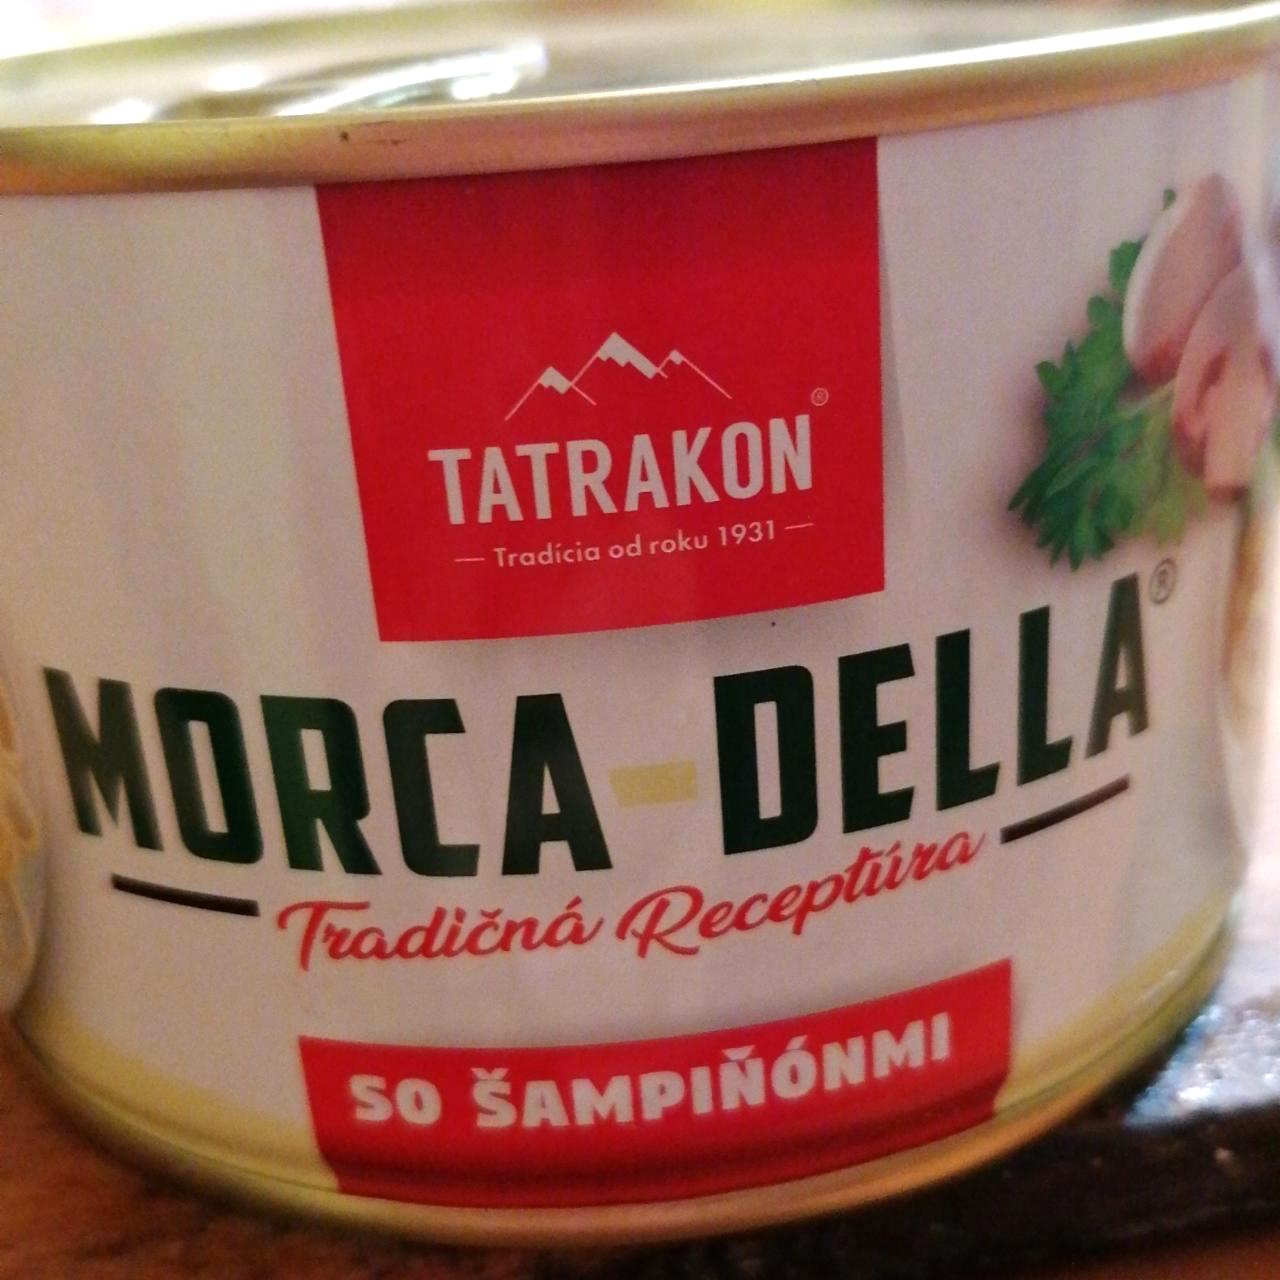 TATRAKON®
— Tradícia od roku 1931 —
MORCA-DELLA®
Tradičná Receptúra
SO ŠAMPIŇÓNMI